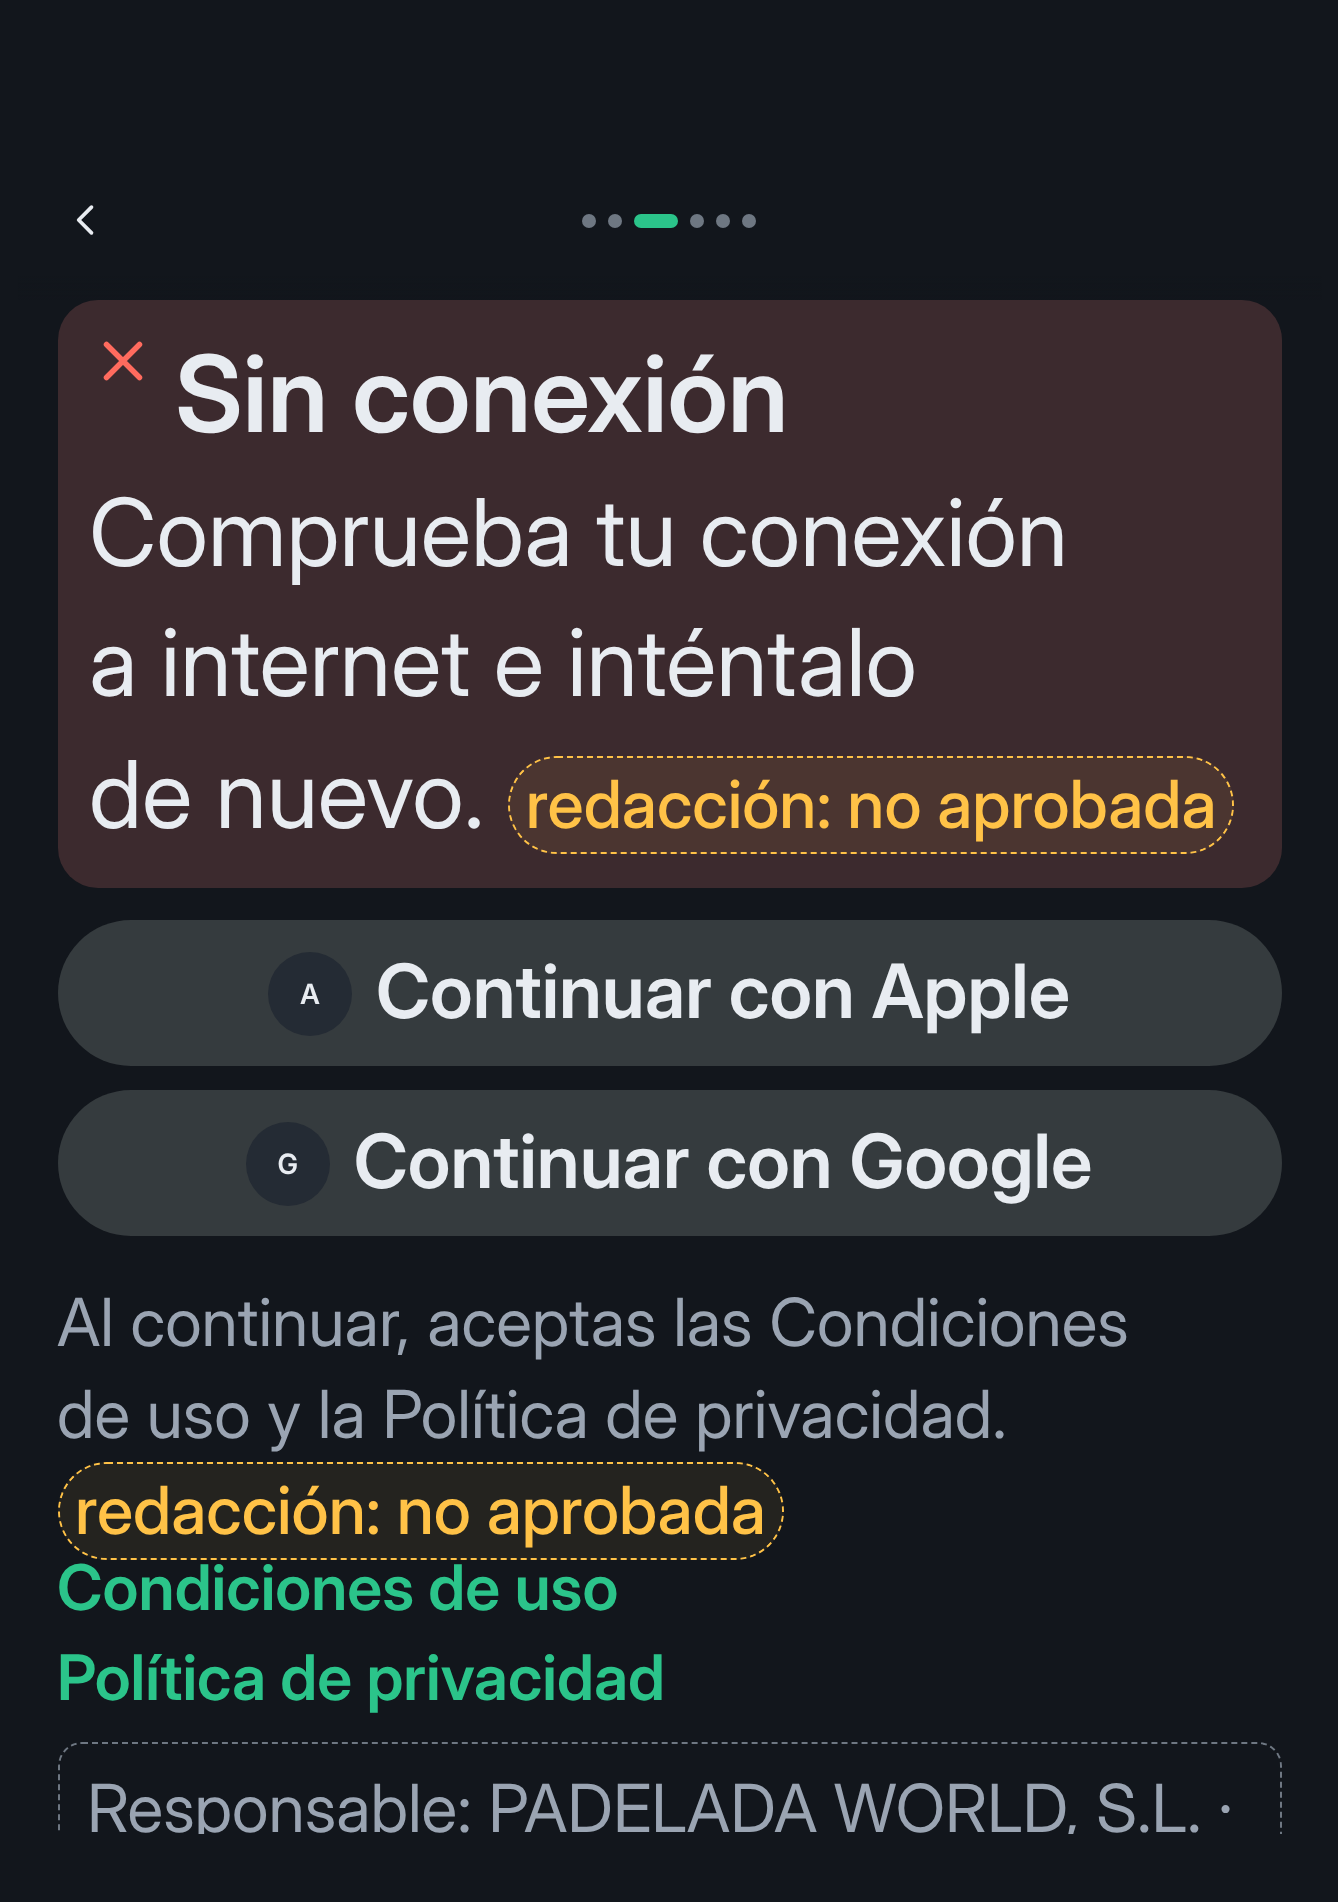 Sin conexión
Comprueba tu conexión
a internet e inténtalo
de nuevo. redacción: no aprobada
A Continuar con Apple
G Continuar con Google
Al continuar, aceptas las Condiciones
de uso y la Política de privacidad.
redacción: no aprobada
Condiciones de uso
Política de privacidad
Responsable: PADELADA WORLD, S.L. ·